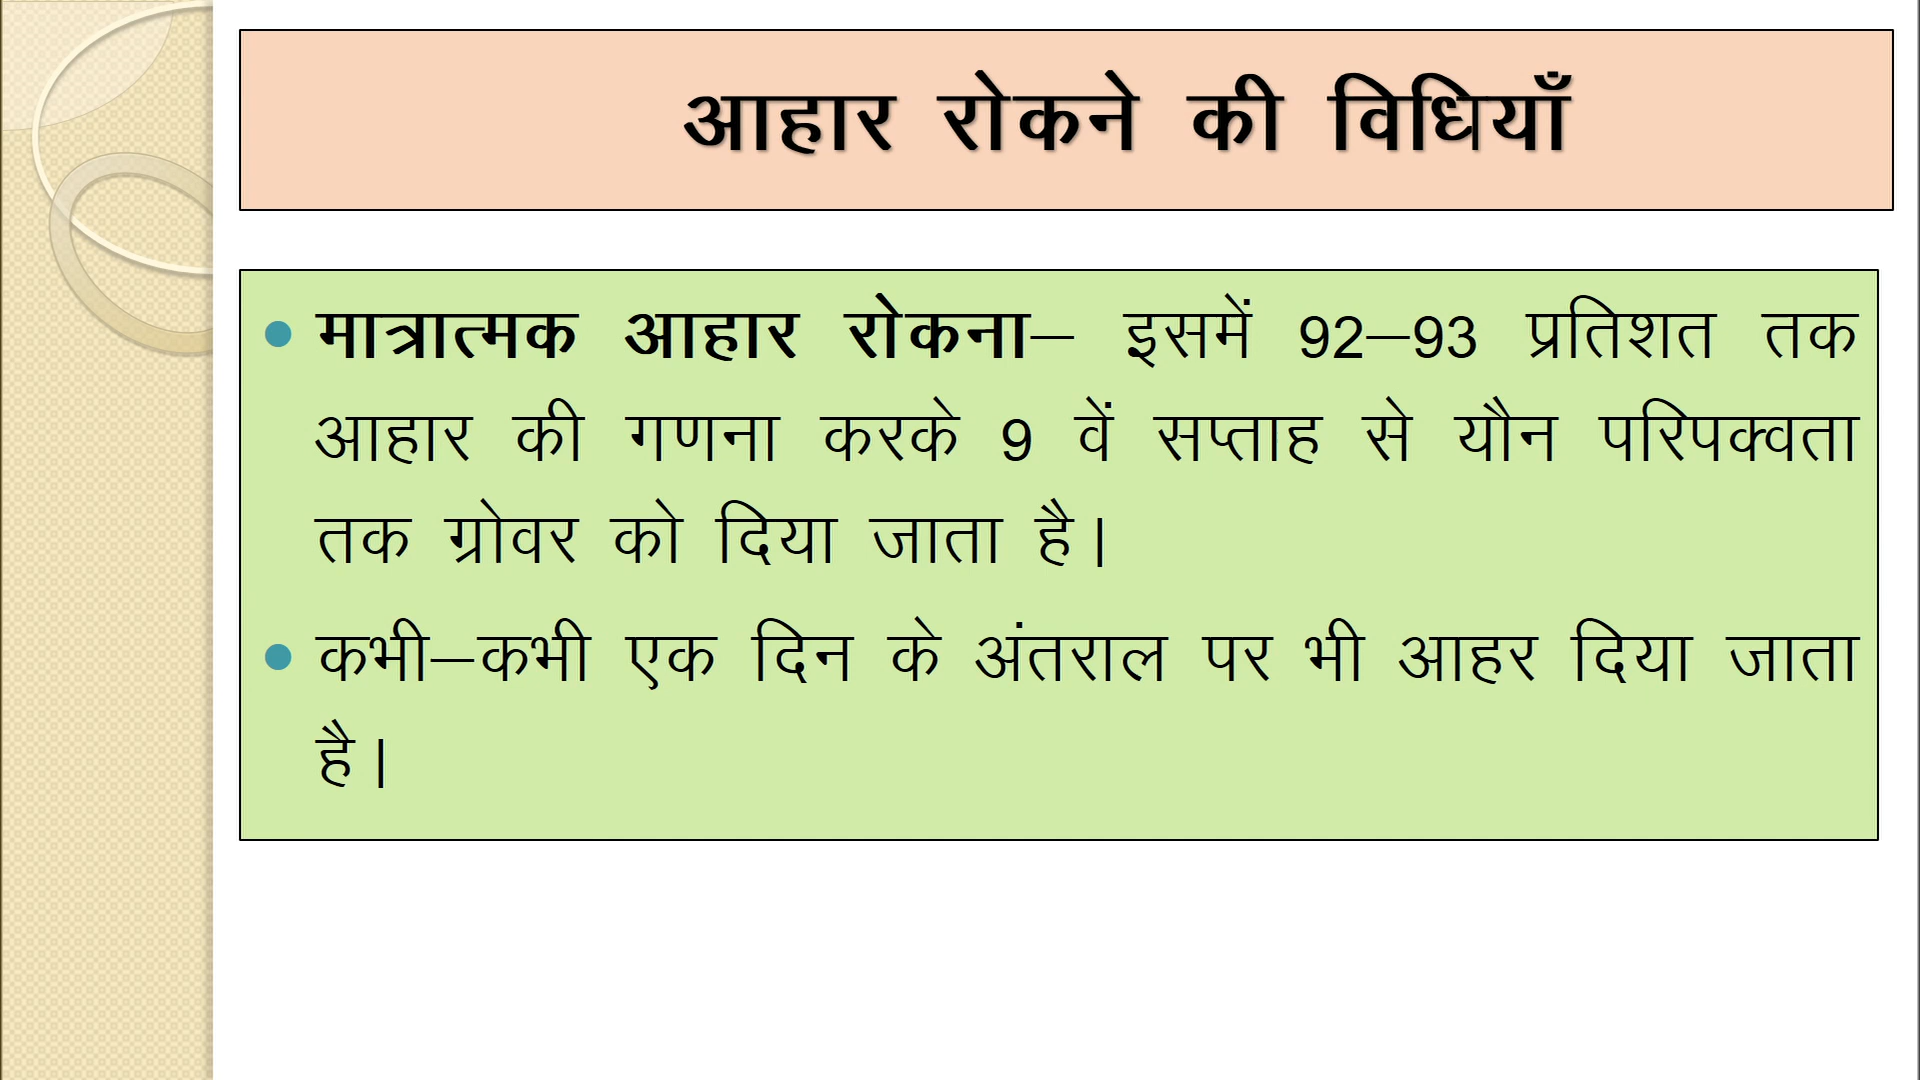 आहार रोकने की विधियाँ
मात्रात्मक आहार रोकना– इसमें 92–93 प्रतिशत तक
आहार की गणना करके 9 वें सप्ताह से यौन परिपक्वता
तक ग्रोवर को दिया जाता है।
कभी–कभी एक दिन के अंतराल पर भी आहर दिया जाता
है।